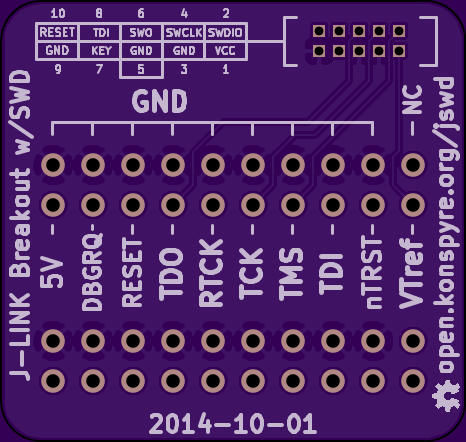 10 8 6 4 2
RESET TDI SWO SWCLK SWDIO
GND KEY GND GND VCC
9 7 5 3 1
GND
NC
5V DBGRQ RESET TDO RTCK TCK TMS TDI nTRST VTref
J-LINK Breakout w/SWD
open.konspyre.org/jswd
2014-10-01